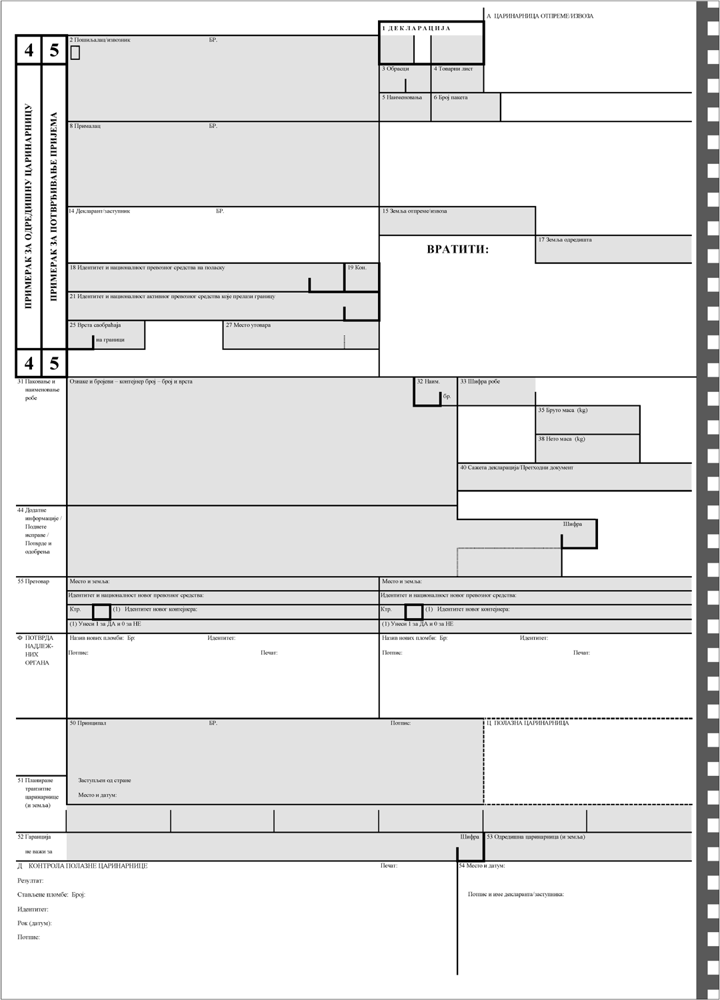 А ЦАРИНАРНИЦА ОТПРЕМЕ/ИЗВОЗА
1 ДЕКЛАРАЦИЈА
4 5
2 Пошиљалац/извозник БР.
3 Обрасци 4 Товарни лист
5 Наименовања 6 Број пакета
ПРИМЕРАК ЗА ОДРЕДИШНУ ЦАРИНАРНИЦУ
ПРИМЕРАК ЗА ПОТВРЂИВАЊЕ ПРИЈЕМА
8 Прималац БР.
14 Декларант/заступник БР.
15 Земља отпреме/извоза
17 Земља одредишта
ВРАТИТИ:
18 Идентитет и националност превозног средства на поласку 19 Кон.
21 Идентитет и националност активног превозног средства које прелази границу
25 Врста саобраћаја 27 Место утовара
на граници
4 5
31 Паковање и
наименовање
робе
Ознаке и бројеви – контејнер број – број и врста
32 Наим. 33 Шифра робе
бр.
35 Бруто маса (kg)
38 Нето маса (kg)
40 Сажета декларација/Претходни документ
44 Додатне
информације /
Поднете
исправе /
Потврде и
одобрења
Шифра
55 Претовар Место и земља: Место и земља:
Идентитет и националност новог превозног средства: Идентитет и националност новог превозног средства:
Ктр. (1) Идентитет новог контејнера: Ктр. (1) Идентитет новог контејнера:
(1) Унеси 1 за ДА и 0 за НЕ (1) Унеси 1 за ДА и 0 за НЕ
Ф ПОТВРДА
НАДЛЕЖ-
НИХ
ОРГАНА
Назив нових пломби: Бр: Идентитет: Назив нових пломби: Бр: Идентитет:
Потпис: Печат: Потпис: Печат:
50 Принципал БР. Потпис: Ц ПОЛАЗНА ЦАРИНАРНИЦА
Заступљен од стране
Место и датум:
51 Планиране
транзитне
царинарнице
(и земља)
52 Гаранција Шифра 53 Одредишна царинарница (и земља)
не важи за
Д КОНТРОЛА ПОЛАЗНЕ ЦАРИНАРНИЦЕ Печат: 54 Место и датум:
Резултат:
Стављене пломбе: Број: Потпис и име декларанта/заступника:
Идентитет:
Рок (датум):
Потпис: